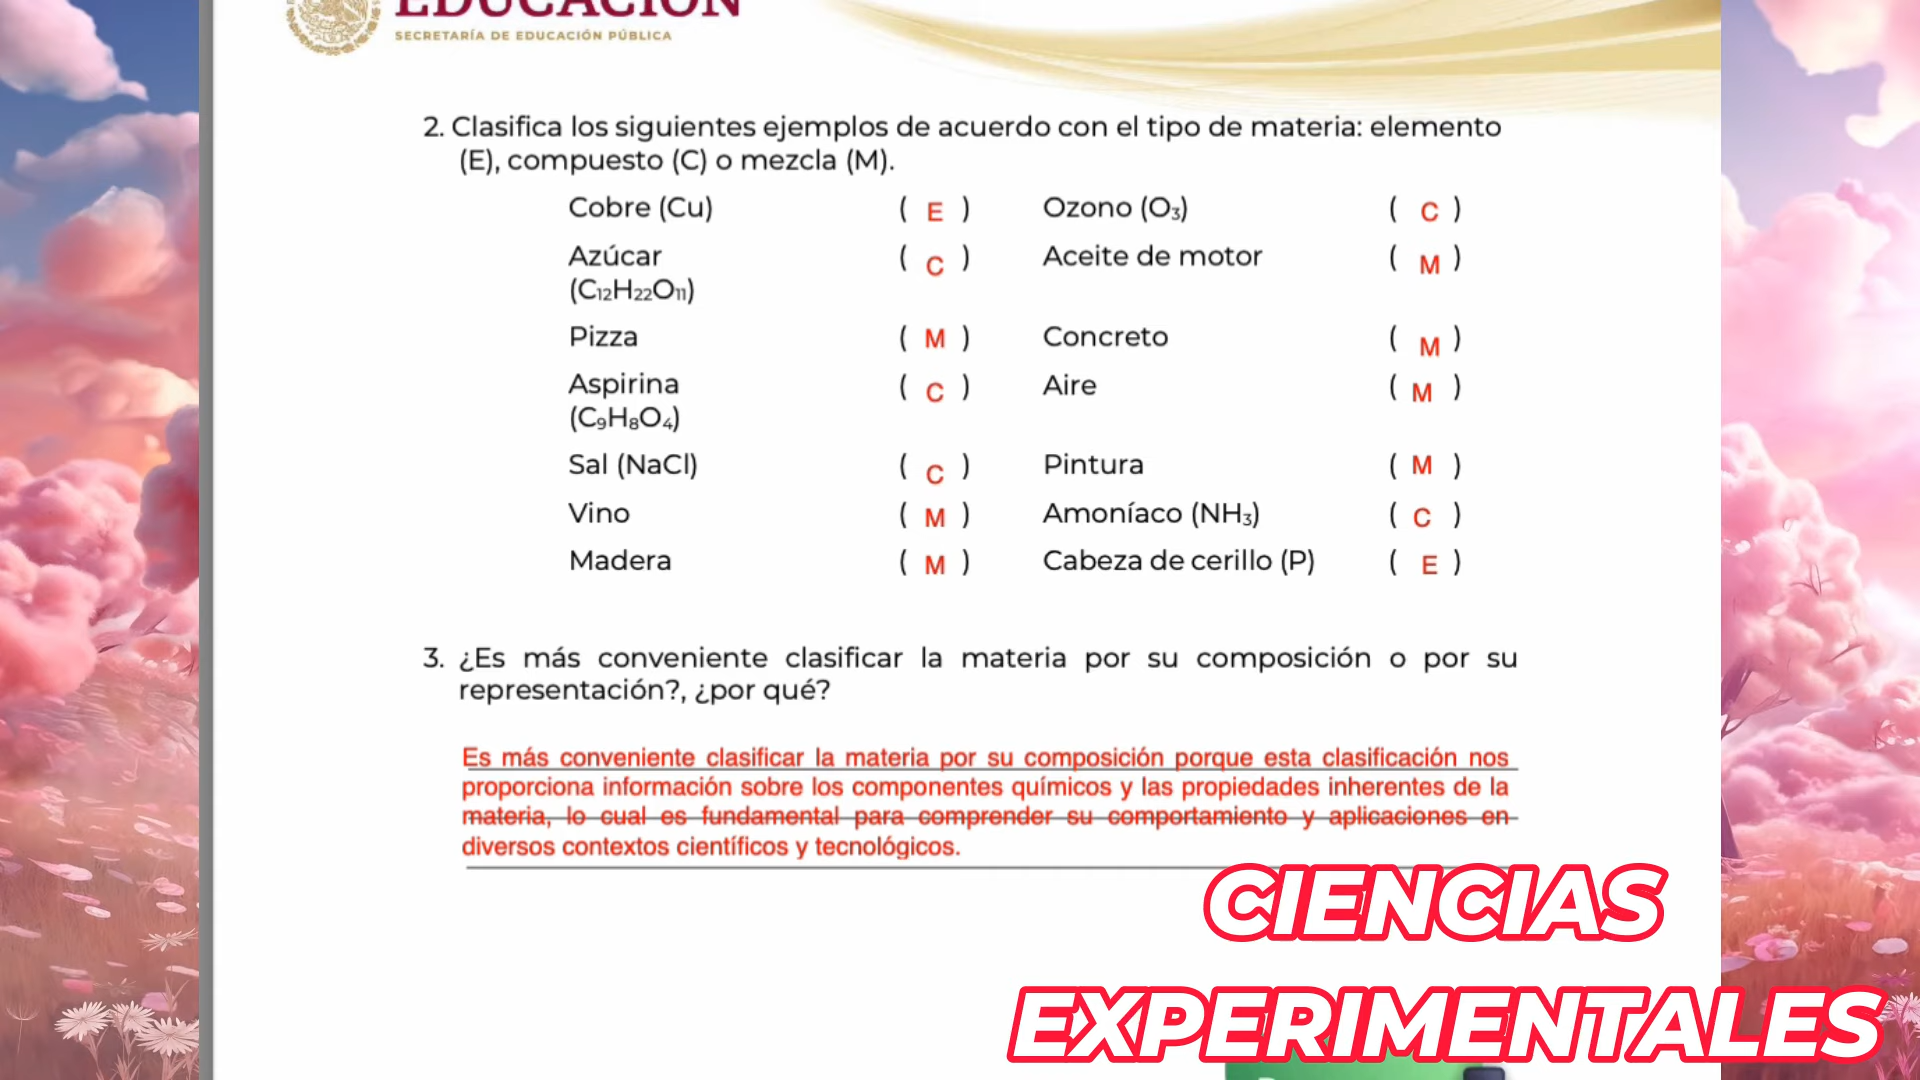 EDUCACIÓN
SECRETARÍA DE EDUCACIÓN PÚBLICA
2. Clasifica los siguientes ejemplos de acuerdo con el tipo de materia: elemento
(E), compuesto (C) o mezcla (M).
Cobre (Cu) ( E ) Ozono (O₃) ( C )
Azúcar ( C ) Aceite de motor ( M )
(C₁₂H₂₂O₁₁)
Pizza ( M ) Concreto ( M )
Aspirina ( C ) Aire ( M )
(C₉H₈O₄)
Sal (NaCl) ( C ) Pintura ( M )
Vino ( M ) Amoníaco (NH₃) ( C )
Madera ( M ) Cabeza de cerillo (P) ( E )
3. ¿Es más conveniente clasificar la materia por su composición o por su
representación?, ¿por qué?
Es más conveniente clasificar la materia por su composición porque esta clasificación nos
proporciona información sobre los componentes químicos y las propiedades inherentes de la
materia, lo cual es fundamental para comprender su comportamiento y aplicaciones en
diversos contextos científicos y tecnológicos.
CIENCIAS
EXPERIMENTALES